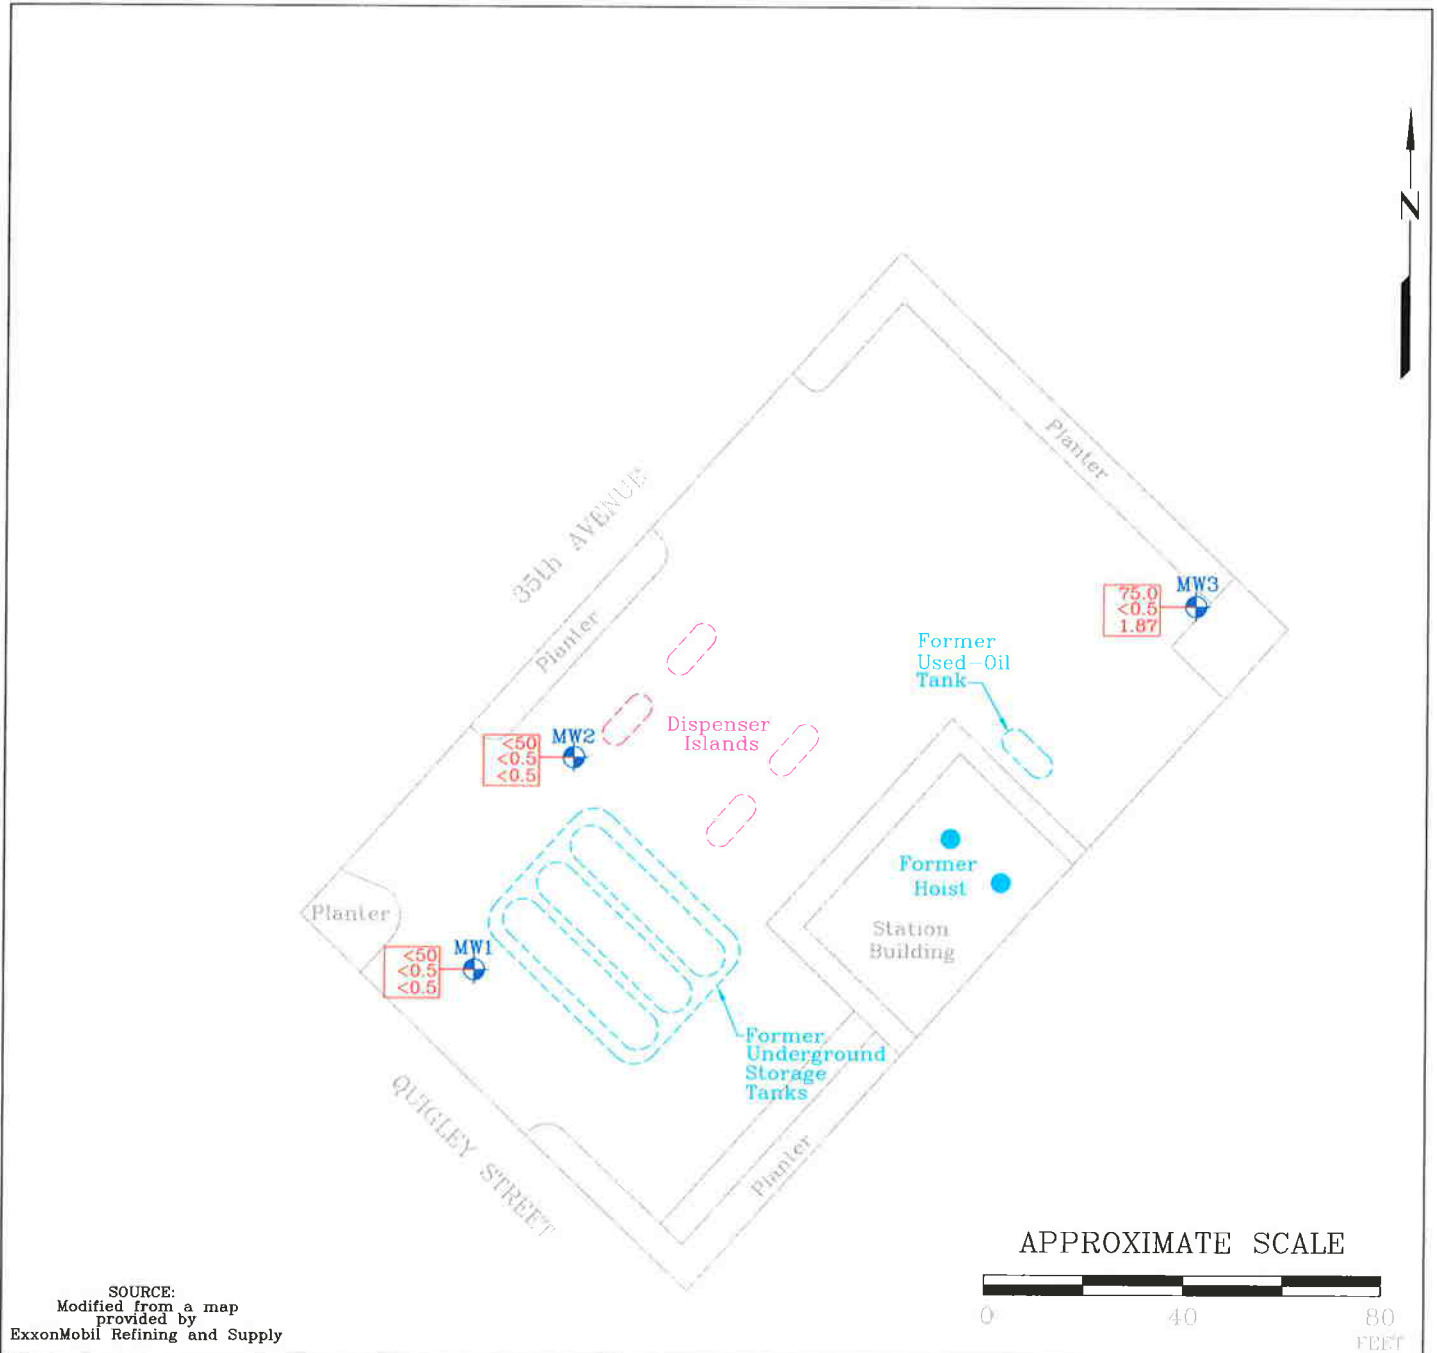 N
Planter
35th AVENUE
Planter
75.0
<0.5
1.87
MW3
Former
Used-Oil
Tank
Dispenser
Islands
<50
<0.5
<0.5
MW2
Former
Hoist
Station
Building
Planter
<50
<0.5
<0.5
MW1
Former
Underground
Storage
Tanks
QUIGLEY STREET
Planter
APPROXIMATE SCALE
0 40 80
FEET
SOURCE:
Modified from a map
provided by
ExxonMobil Refining and Supply